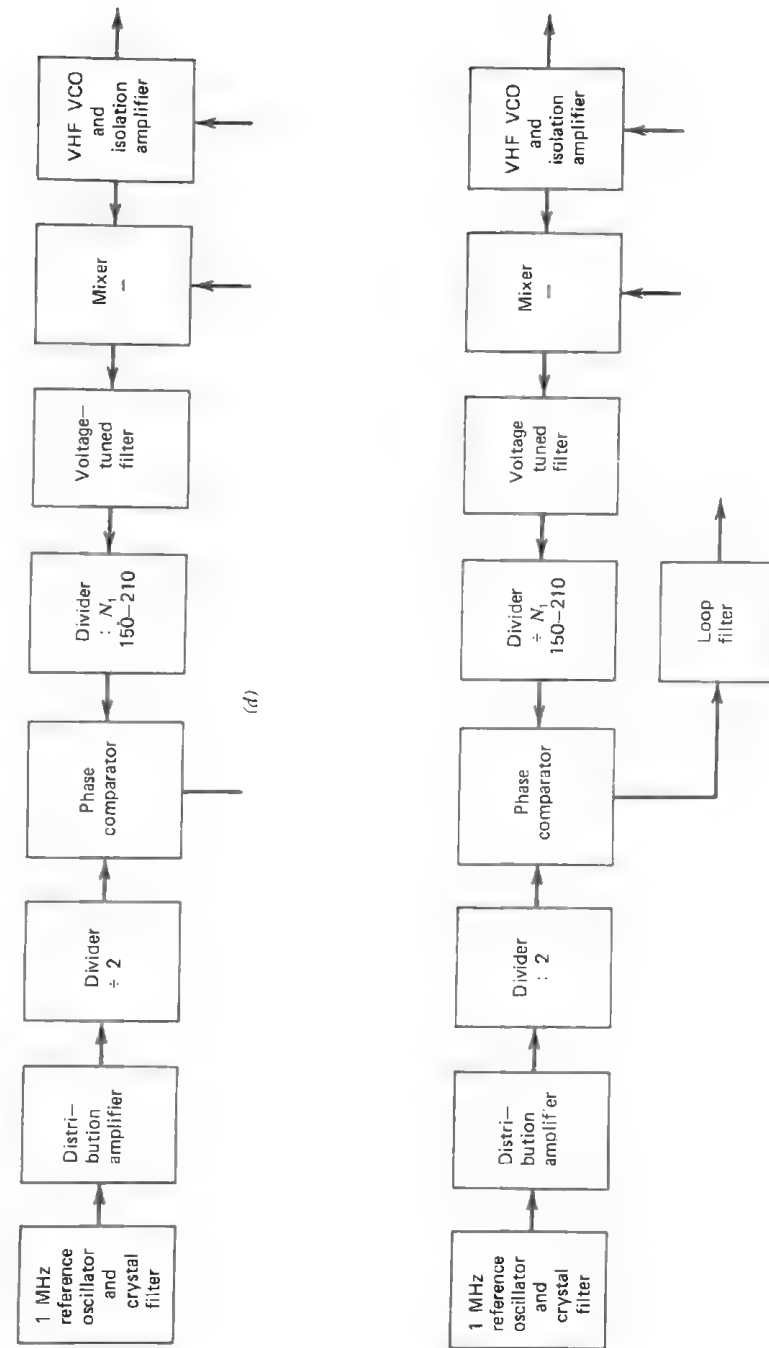 1 MHz
reference
oscillator
and
crystal
filter
Distri–
bution
amplifier
Divider
÷ 2
Phase
comparator
Divider
: N₁
150–210
Voltage–
tuned
filter
Mixer
–
VHF VCO
and
isolation
amplifier
(d)
1 MHz
reference
oscillator
and
crystal
filter
Distri–
bution
amplifier
Divider
: 2
Phase
comparator
Divider
÷ N₁
150–210
Voltage
tuned
filter
Mixer
–
VHF VCO
and
isolation
amplifier
Loop
filter